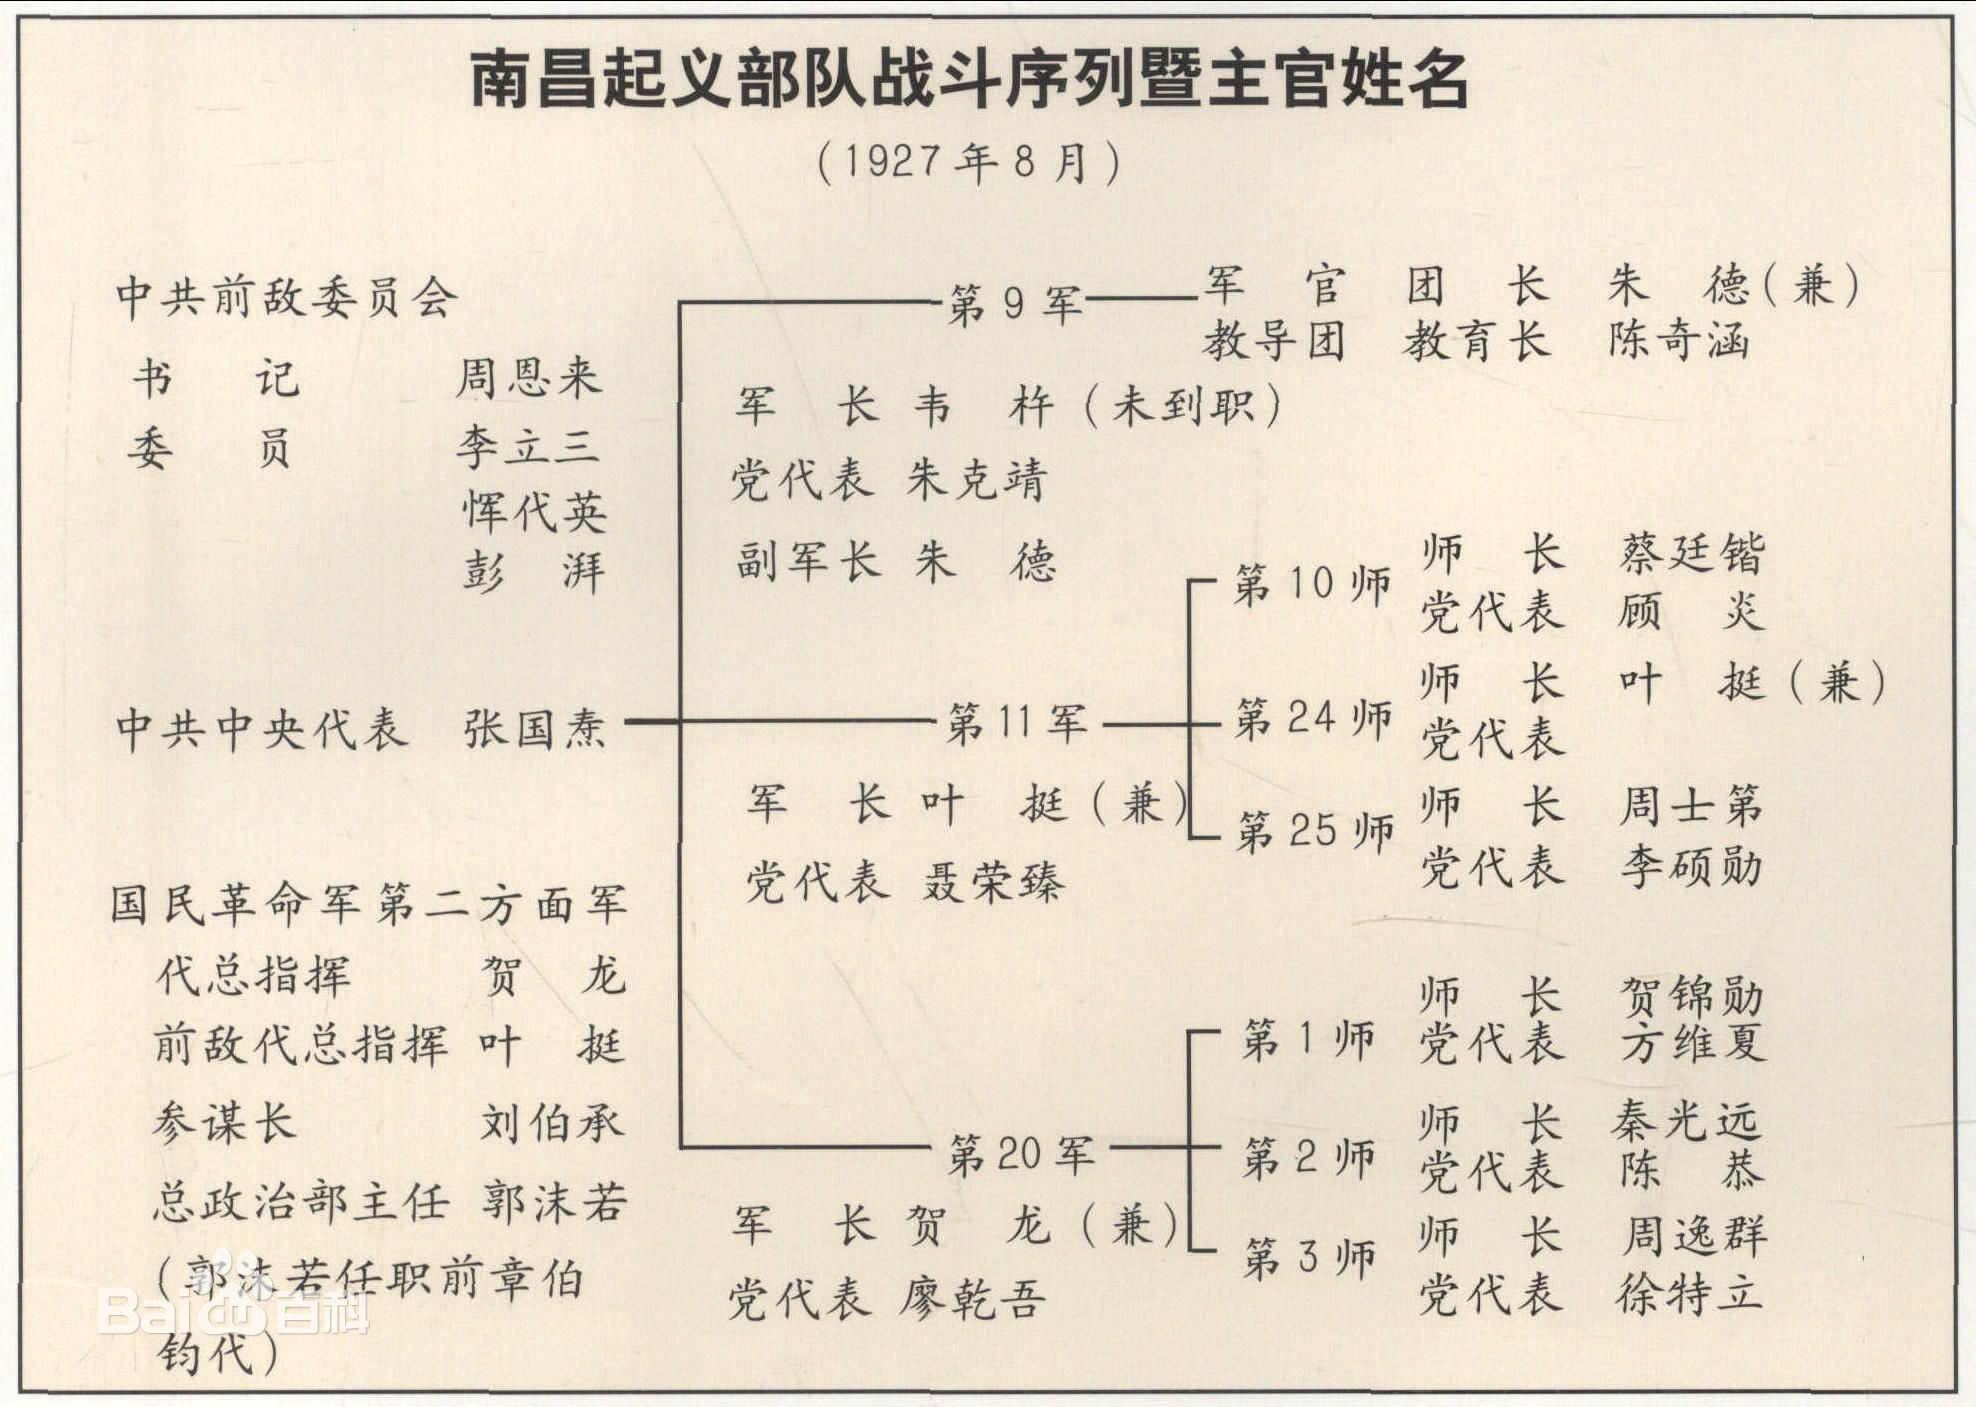 南昌起义部队战斗序列暨主官姓名
（1927年8月）
中共前敌委员会
书 记 周恩来
委 员 李立三
恽代英
彭 湃
中共中央代表 张国焘
国民革命军第二方面军
代总指挥 贺 龙
前敌代总指挥 叶 挺
参谋长 刘伯承
总政治部主任 郭沫若
（郭沫若任职前章伯
钧代）
第9军
军 官 团 长 朱 德（兼）
教导团 教育长 陈奇涵
军 长 韦 杵（未到职）
党代表 朱克靖
副军长 朱 德
第11军
军 长 叶 挺（兼）
党代表 聂荣臻
第10师
师 长 蔡廷锴
党代表 顾 炎
第24师
师 长 叶 挺（兼）
党代表
第25师
师 长 周士第
党代表 李硕勋
第20军
军 长 贺 龙（兼）
党代表 廖乾吾
第1师
师 长 贺锦勋
党代表 方维夏
第2师
师 长 秦光远
党代表 陈 恭
第3师
师 长 周逸群
党代表 徐特立
Bai百科